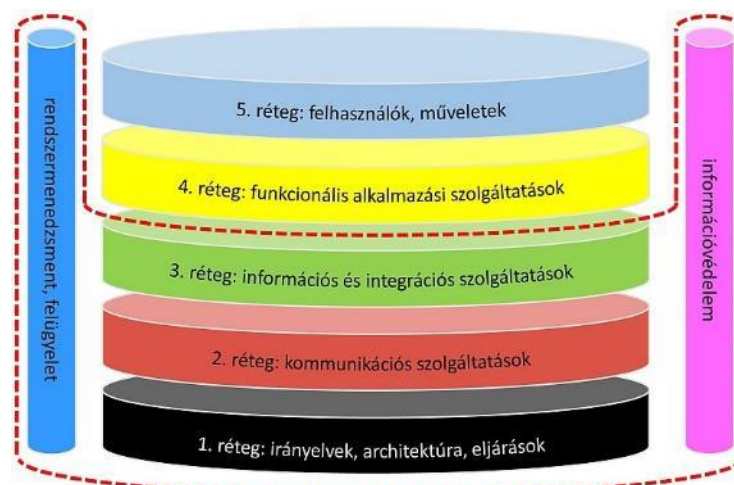 rendszermenedzsment, felügyelet
5. réteg: felhasználók, műveletek
4. réteg: funkcionális alkalmazási szolgáltatások
3. réteg: információs és integrációs szolgáltatások
2. réteg: kommunikációs szolgáltatások
1. réteg: irányelvek, architektúra, eljárások
információvédelem